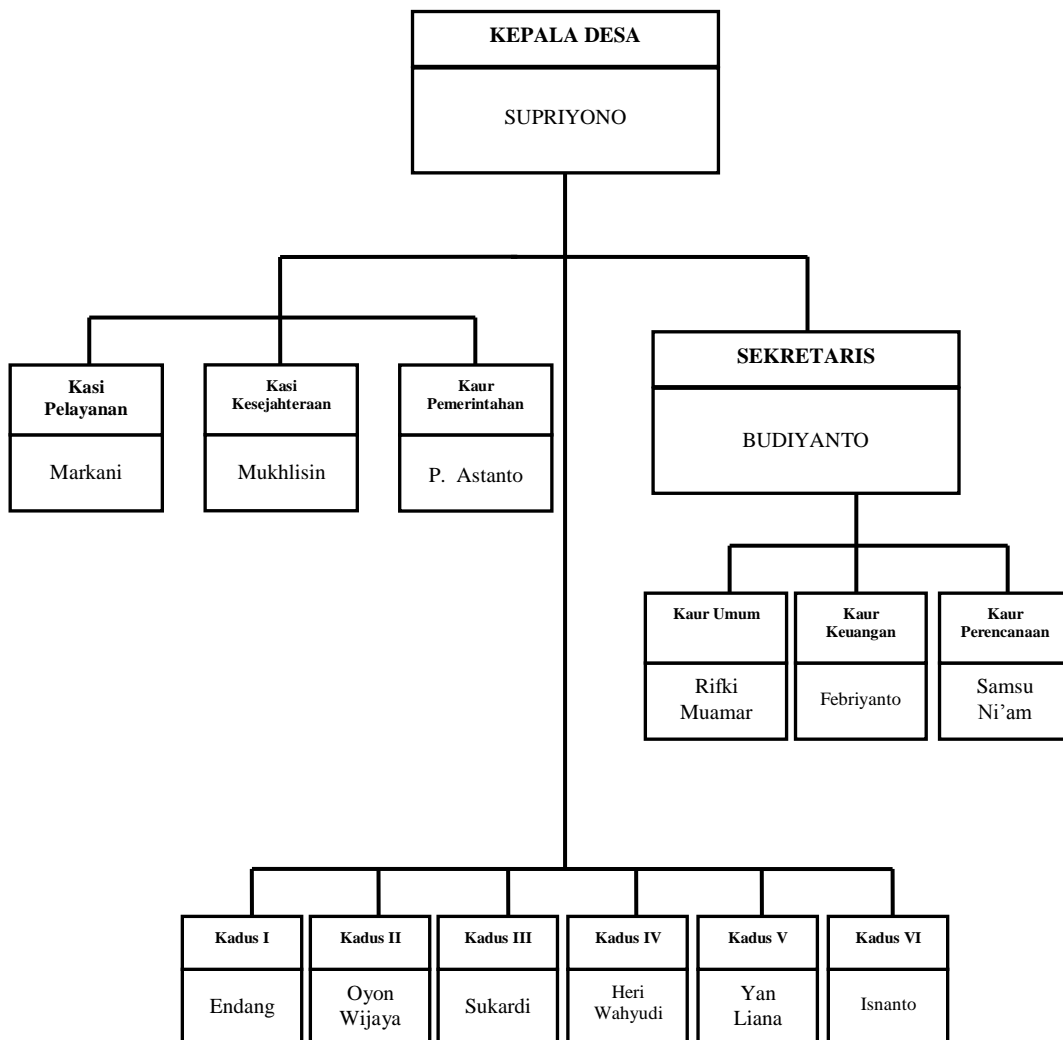 KEPALA DESA
SUPRIYONO
Kasi
Pelayanan
Markani
Kasi
Kesejahteraan
Mukhlisin
Kaur
Pemerintahan
P. Astanto
SEKRETARIS
BUDIYANTO
Kaur Umum
Rifki
Muamar
Kaur
Keuangan
Febriyanto
Kaur
Perencanaan
Samsu
Ni’am
Kadus I
Endang
Kadus II
Oyon
Wijaya
Kadus III
Sukardi
Kadus IV
Heri
Wahyudi
Kadus V
Yan
Liana
Kadus VI
Isnanto